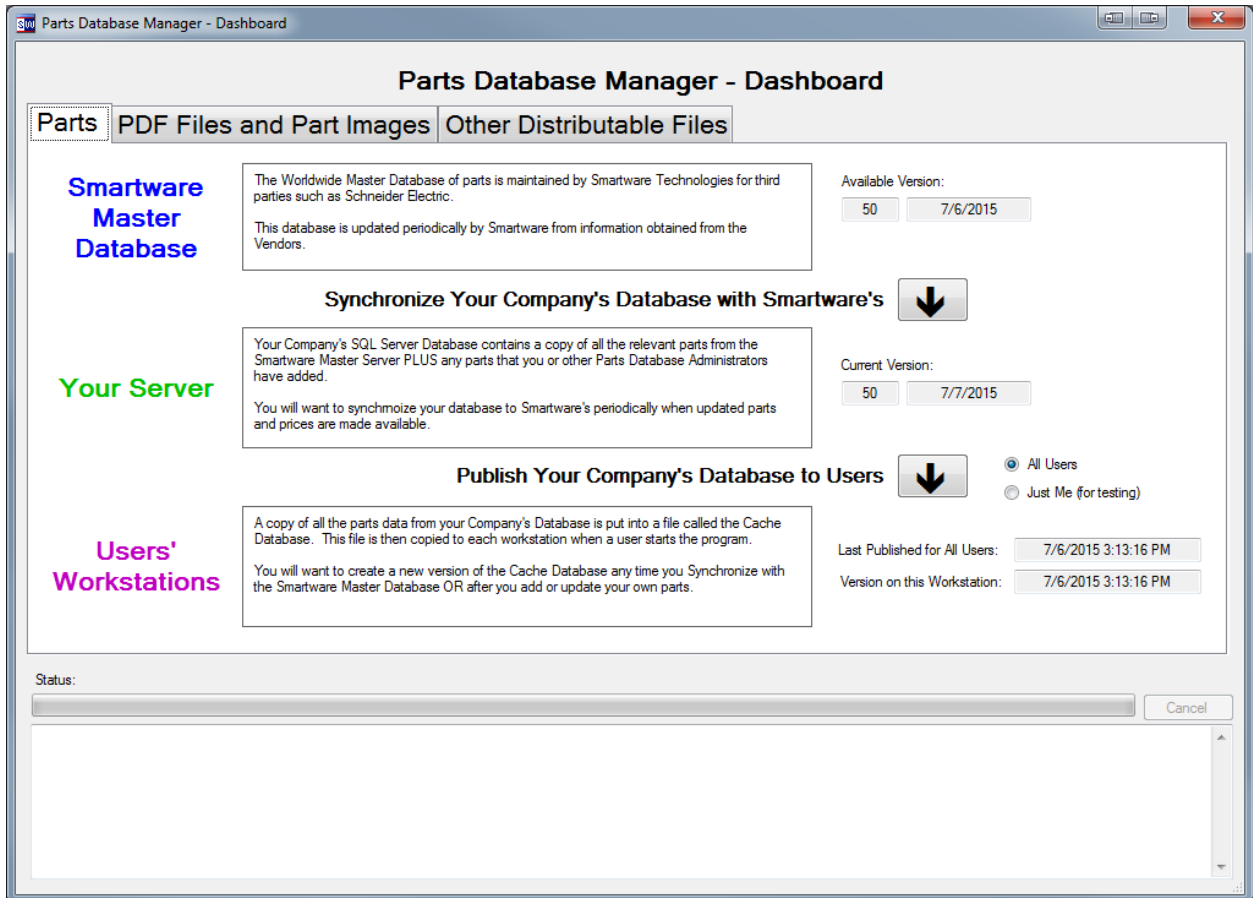 SW Parts Database Manager - Dashboard
Parts Database Manager - Dashboard
Parts
PDF Files and Part Images
Other Distributable Files
Smartware
Master
Database
The Worldwide Master Database of parts is maintained by Smartware Technologies for third
parties such as Schneider Electric.
This database is updated periodically by Smartware from information obtained from the
Vendors.
Available Version:
50 7/6/2015
Synchronize Your Company's Database with Smartware's
Your Server
Your Company's SQL Server Database contains a copy of all the relevant parts from the
Smartware Master Server PLUS any parts that you or other Parts Database Administrators
have added.
You will want to synchrnoize your database to Smartware's periodically when updated parts
and prices are made available.
Current Version:
50 7/7/2015
Publish Your Company's Database to Users
All Users
Just Me (for testing)
Users'
Workstations
A copy of all the parts data from your Company's Database is put into a file called the Cache
Database. This file is then copied to each workstation when a user starts the program.
You will want to create a new version of the Cache Database any time you Synchronize with
the Smartware Master Database OR after you add or update your own parts.
Last Published for All Users: 7/6/2015 3:13:16 PM
Version on this Workstation: 7/6/2015 3:13:16 PM
Status:
Cancel